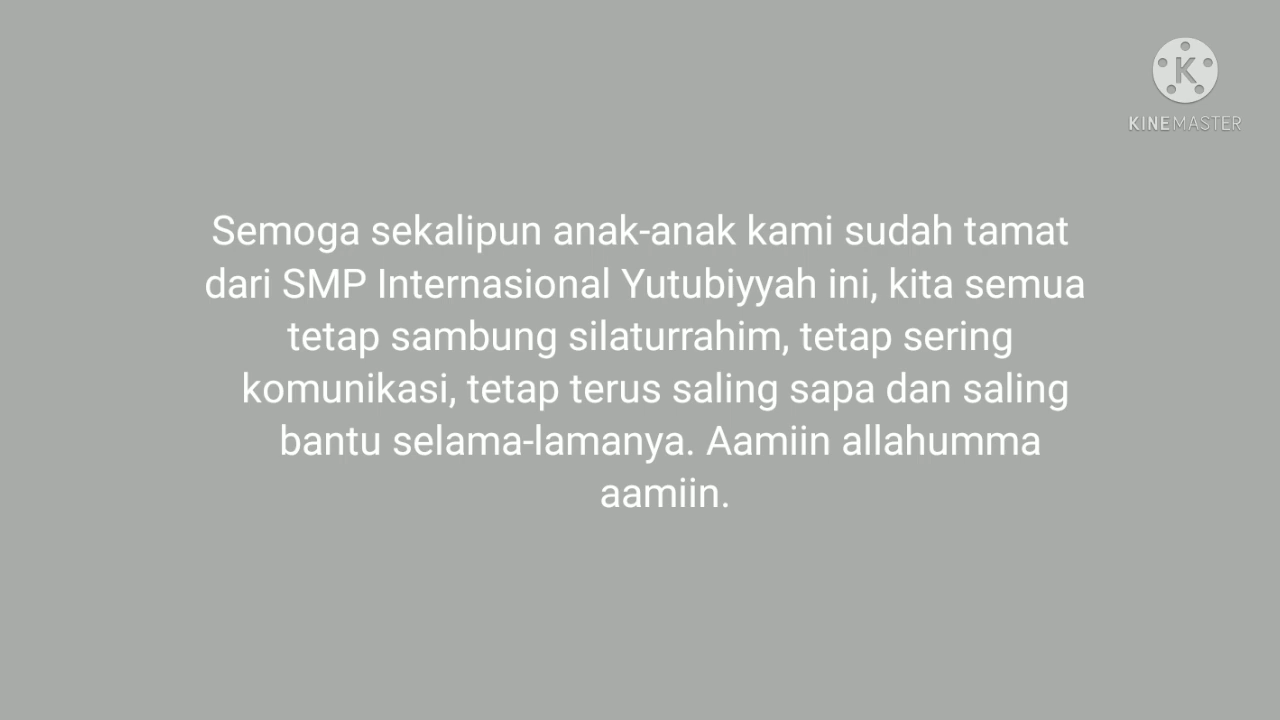 KINEMASTER
Semoga sekalipun anak-anak kami sudah tamat
dari SMP Internasional Yutubiyyah ini, kita semua
tetap sambung silaturrahim, tetap sering
komunikasi, tetap terus saling sapa dan saling
bantu selama-lamanya. Aamiin allahumma
aamiin.